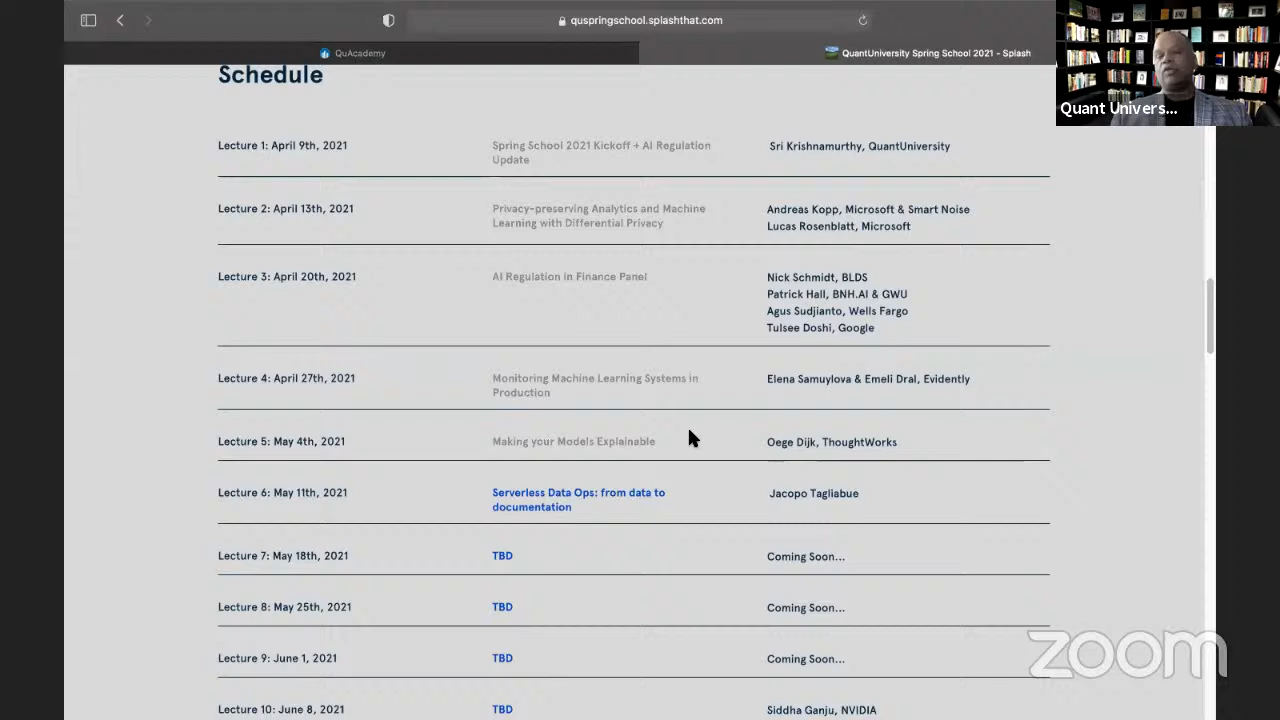 quspringschool.splashthat.com
QuAcademy
QuantUniversity Spring School 2021 - Splash
Quant Univers...
Schedule
Lecture 1: April 9th, 2021
Spring School 2021 Kickoff + AI Regulation
Update
Sri Krishnamurthy, QuantUniversity
Lecture 2: April 13th, 2021
Privacy-preserving Analytics and Machine
Learning with Differential Privacy
Andreas Kopp, Microsoft & Smart Noise
Lucas Rosenblatt, Microsoft
Lecture 3: April 20th, 2021
AI Regulation in Finance Panel
Nick Schmidt, BLDS
Patrick Hall, BNH.AI & GWU
Agus Sudjianto, Wells Fargo
Tulsee Doshi, Google
Lecture 4: April 27th, 2021
Monitoring Machine Learning Systems in
Production
Elena Samuylova & Emeli Dral, Evidently
Lecture 5: May 4th, 2021
Making your Models Explainable
Oege Dijk, ThoughtWorks
Lecture 6: May 11th, 2021
Serverless Data Ops: from data to
documentation
Jacopo Tagliabue
Lecture 7: May 18th, 2021
TBD
Coming Soon...
Lecture 8: May 25th, 2021
TBD
Coming Soon...
Lecture 9: June 1, 2021
TBD
Coming Soon...
Lecture 10: June 8, 2021
TBD
Siddha Ganju, NVIDIA
zoom